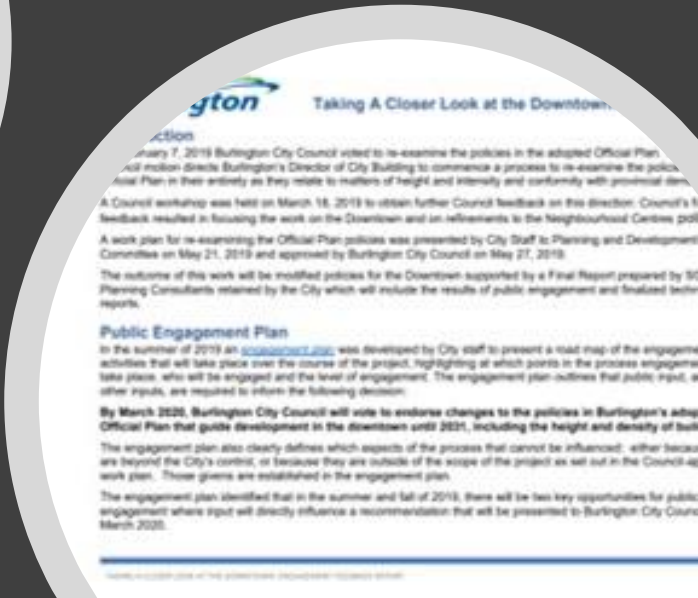 gton
Taking A Closer Look at the Downtown
ction
uary 7, 2019 Burlington City Council voted to re-examine the policies in the adopted Official Plan.
cil motion directs Burlington's Director of City Building to commence a process to re-examine the
Plan in their entirety as they relate to matters of height and intensity and conformity with provincial
A Council workshop was held on March 18, 2019 to obtain further Council feedback on this direction. Council's
feedback resulted in focusing the work on the Downtown and on refinements to the Neighbourhood Centres
A work plan for re-examining the Official Plan policies was presented by City Staff to Planning and Development
Committee on May 21, 2019 and approved by Burlington City Council on May 27, 2019.
The outcome of this work will be modified policies for the Downtown supported by a Final Report prepared by
Planning Consultants retained by the City which will include the results of public engagement and finalized
reports.
Public Engagement Plan
In the summer of 2019 an engagement plan was developed by City staff to present a road map of the
activities that will take place over the course of the project, highlighting at which points in the process
take place, who will be engaged and the level of engagement. The engagement plan outlines that public input,
other inputs, are required to inform the following decision:
By March 2020, Burlington City Council will vote to endorse changes to the policies in Burlington's
Official Plan that guide development in the downtown until 2031, including the height and density of
The engagement plan also clearly defines which aspects of the process that cannot be influenced: either
are beyond the City's control, or because they are outside of the scope of the project as set out in the
work plan. Those givens are established in the engagement plan.
The engagement plan identified that in the summer and fall of 2019, there will be two key opportunities for
engagement where input will directly influence a recommendation that will be presented to Burlington City
March 2020.